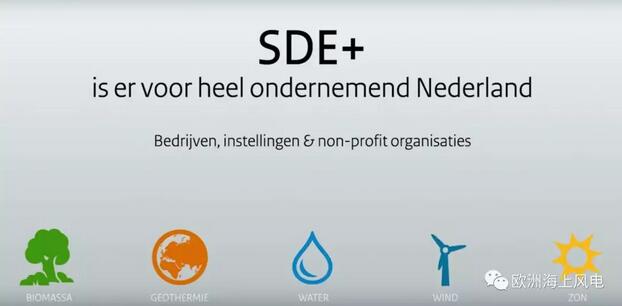 SDE+
is er voor heel ondernemend Nederland
Bedrijven, instellingen & non-profit organisaties
BIOMASSA
GEOTHERMIE
WATER
WIND
ZON
欧洲海上风电